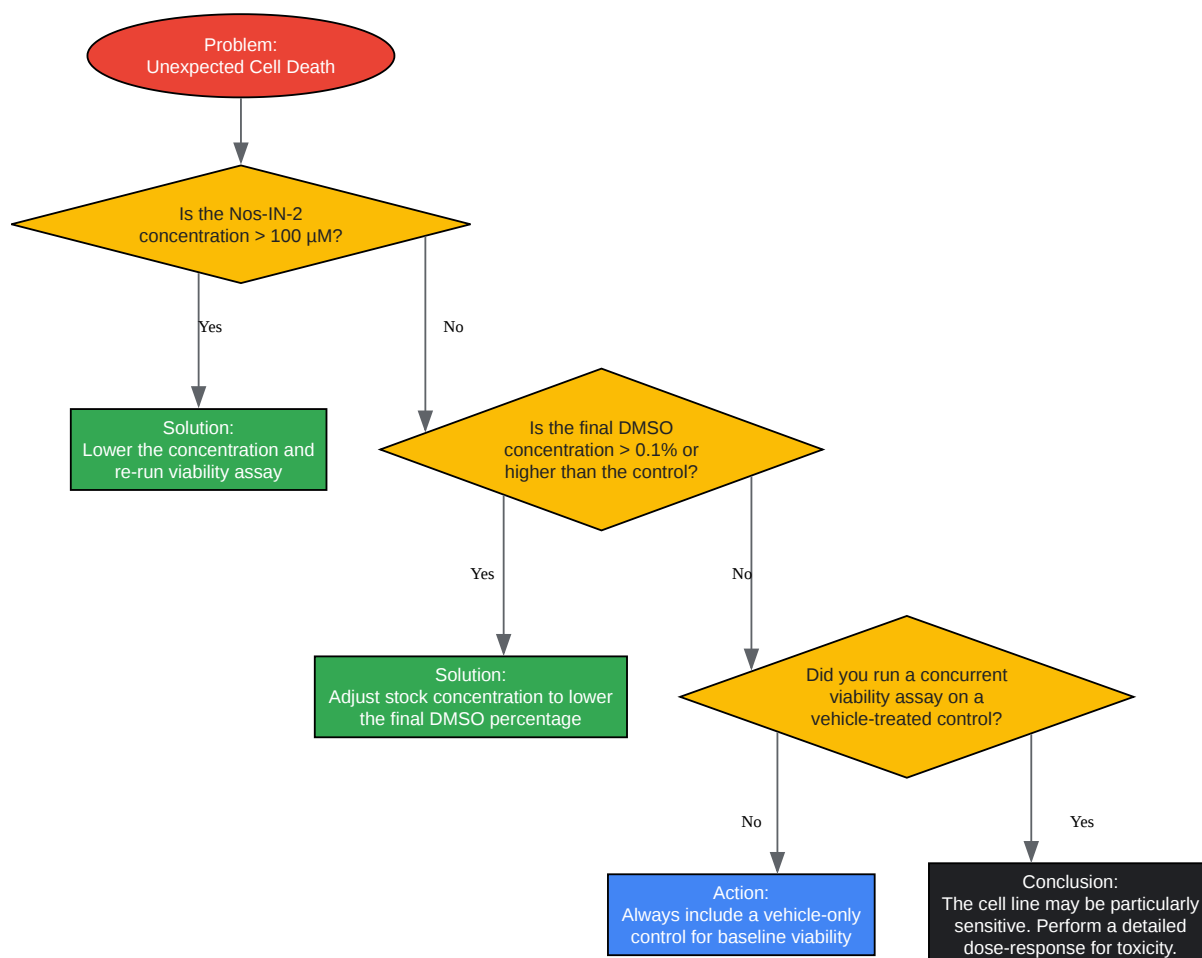 Problem:
Unexpected Cell Death
Is the Nos-IN-2
concentration > 100 µM?
Yes
No
Solution:
Lower the concentration and
re-run viability assay
Is the final DMSO
concentration > 0.1% or
higher than the control?
Yes
No
Solution:
Adjust stock concentration to lower
the final DMSO percentage
Did you run a concurrent
viability assay on a
vehicle-treated control?
No
Yes
Action:
Always include a vehicle-only
control for baseline viability
Conclusion:
The cell line may be particularly
sensitive. Perform a detailed
dose-response for toxicity.